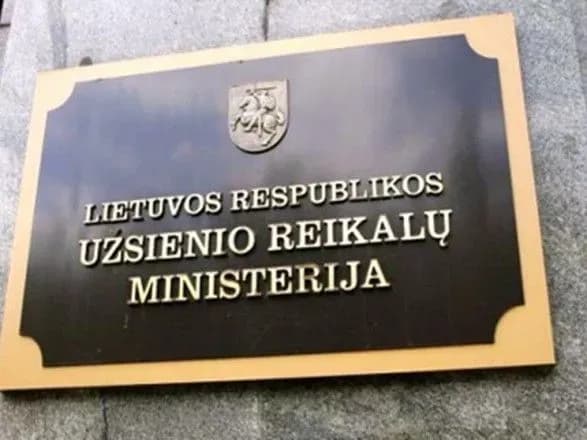 LIETUVOS RESPUBLIKOS
UŽSIENIO REIKALŲ
MINISTERIJA